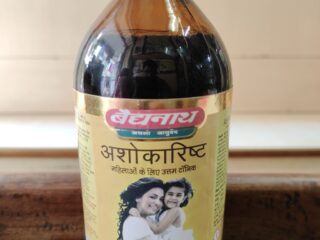 बैद्यनाथ
असली आयुर्वेद
अशोकारिष्ट
महिलाओं के लिए उत्तम टॉनिक